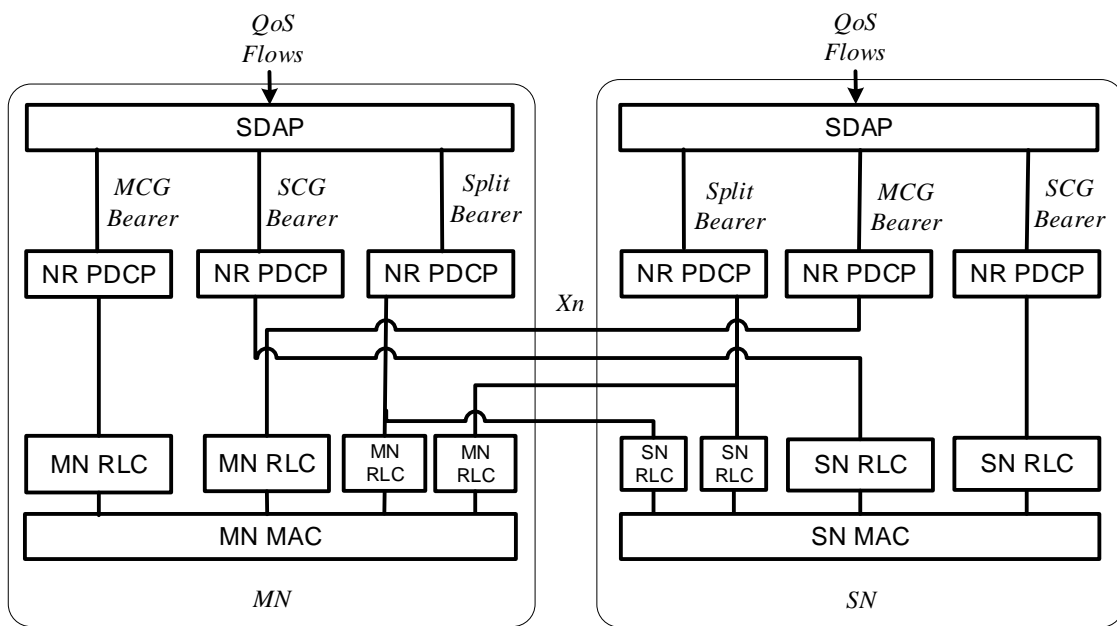 QoS
Flows
QoS
Flows
SDAP
SDAP
MCG
Bearer
SCG
Bearer
Split
Bearer
Split
Bearer
MCG
Bearer
SCG
Bearer
NR PDCP
NR PDCP
NR PDCP
NR PDCP
NR PDCP
NR PDCP
Xn
MN RLC
MN RLC
MN
RLC
MN
RLC
SN
RLC
SN
RLC
SN RLC
SN RLC
MN MAC
SN MAC
MN
SN